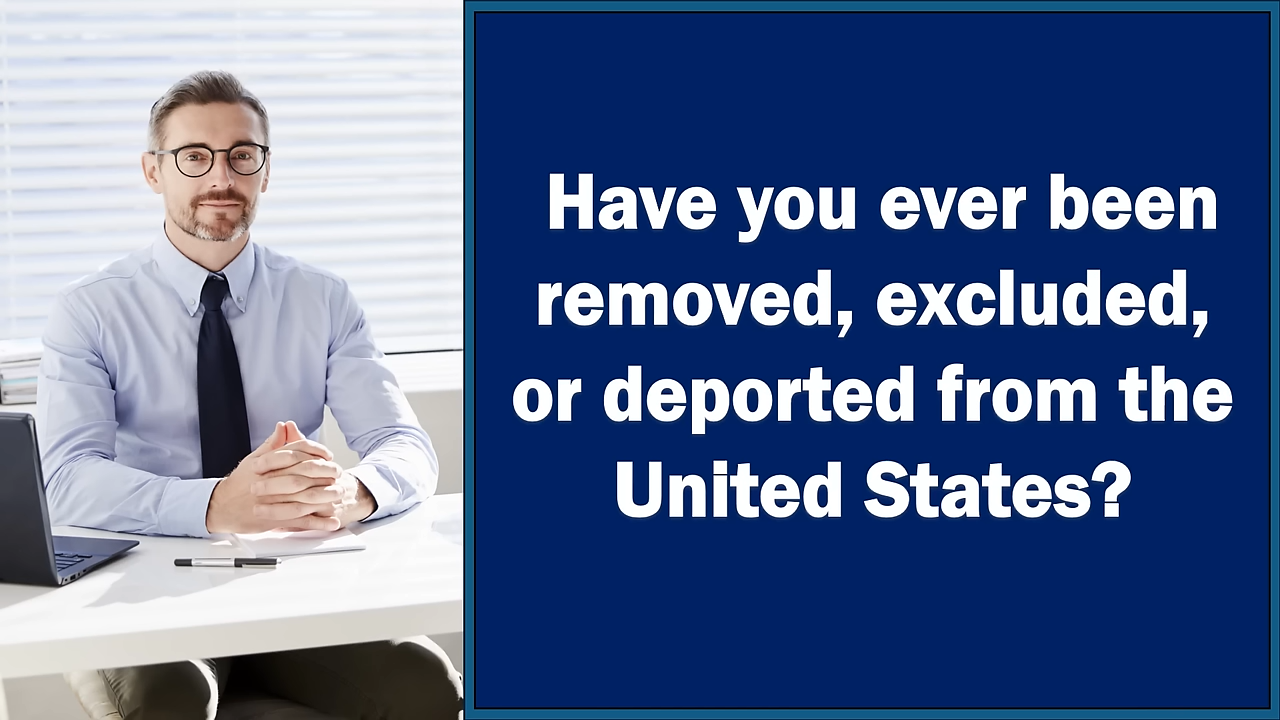 Have you ever been
removed, excluded,
or deported from the
United States?